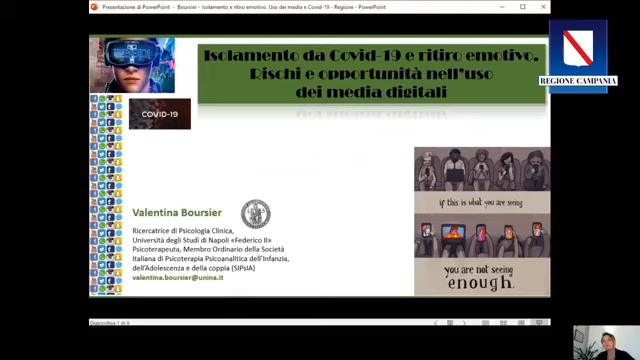 Presentazione di PowerPoint - Boursier - Isolamento e ritiro emotivo. Uso dei media e Covid-19 - Regione - PowerPoint
Isolamento da Covid-19 e ritiro emotivo.
Rischi e opportunità nell'uso
dei media digitali
REGIONE CAMPANIA
COVID-19
if this is what you are seeing
you are not seeing
enough.
Valentina Boursier
Ricercatrice di Psicologia Clinica,
Università degli Studi di Napoli «Federico II»
Psicoterapeuta, Membro Ordinario della Società
Italiana di Psicoterapia Psicoanalitica dell'Infanzia,
dell'Adolescenza e della coppia (SIPsIA)
valentina.boursier@unina.it